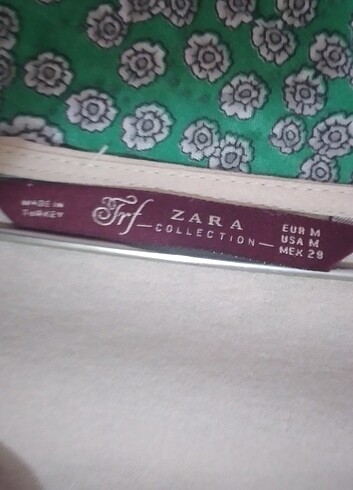 MADE IN
TURKEY
Trf ZARA
COLLECTION
EUR M
USA M
MEX 28